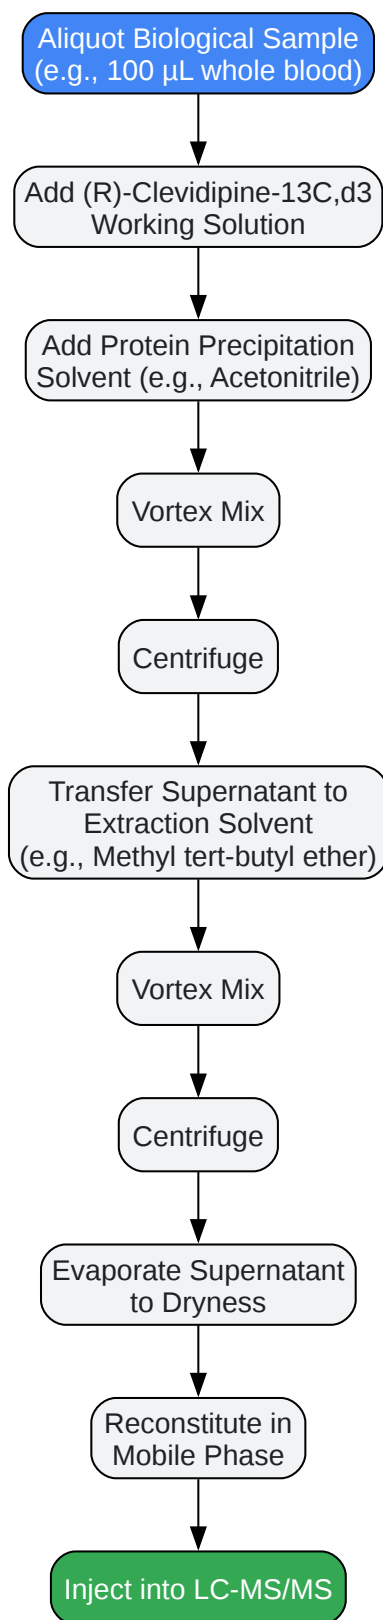 Aliquot Biological Sample
(e.g., 100 µL whole blood)
Add (R)-Clevidipine-13C,d3
Working Solution
Add Protein Precipitation
Solvent (e.g., Acetonitrile)
Vortex Mix
Centrifuge
Transfer Supernatant to
Extraction Solvent
(e.g., Methyl tert-butyl ether)
Vortex Mix
Centrifuge
Evaporate Supernatant
to Dryness
Reconstitute in
Mobile Phase
Inject into LC-MS/MS